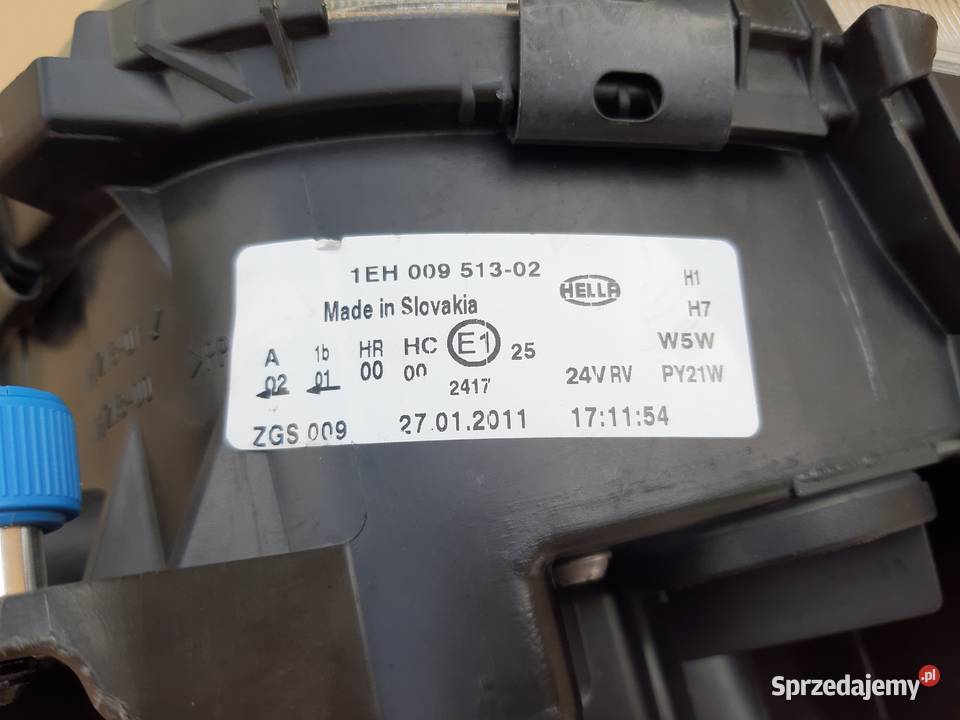 1EH 009 513-02
HELLA
H1
Made in Slovakia
H7
A 1b HR HC E1 25 W5W
02 01 00 00 2417 24V RV PY21W
ZGS 009 27.01.2011 17:11:54
Sprzedajemy.pl